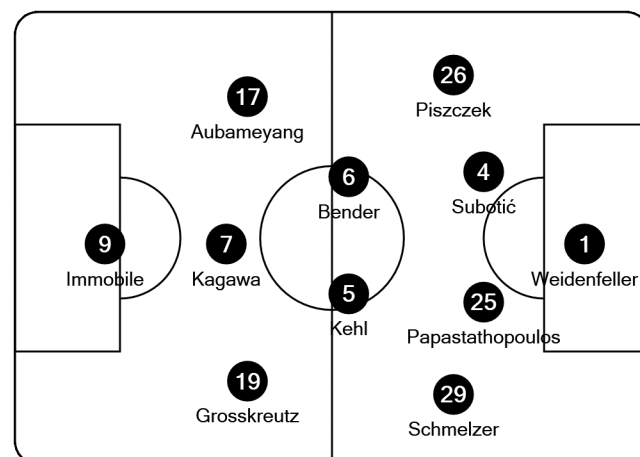 26
Piszczek
17
Aubameyang
4
Subotić
6
Bender
9
Immobile
7
Kagawa
1
Weidenfeller
5
Kehl
25
Papastathopoulos
19
Grosskreutz
29
Schmelzer